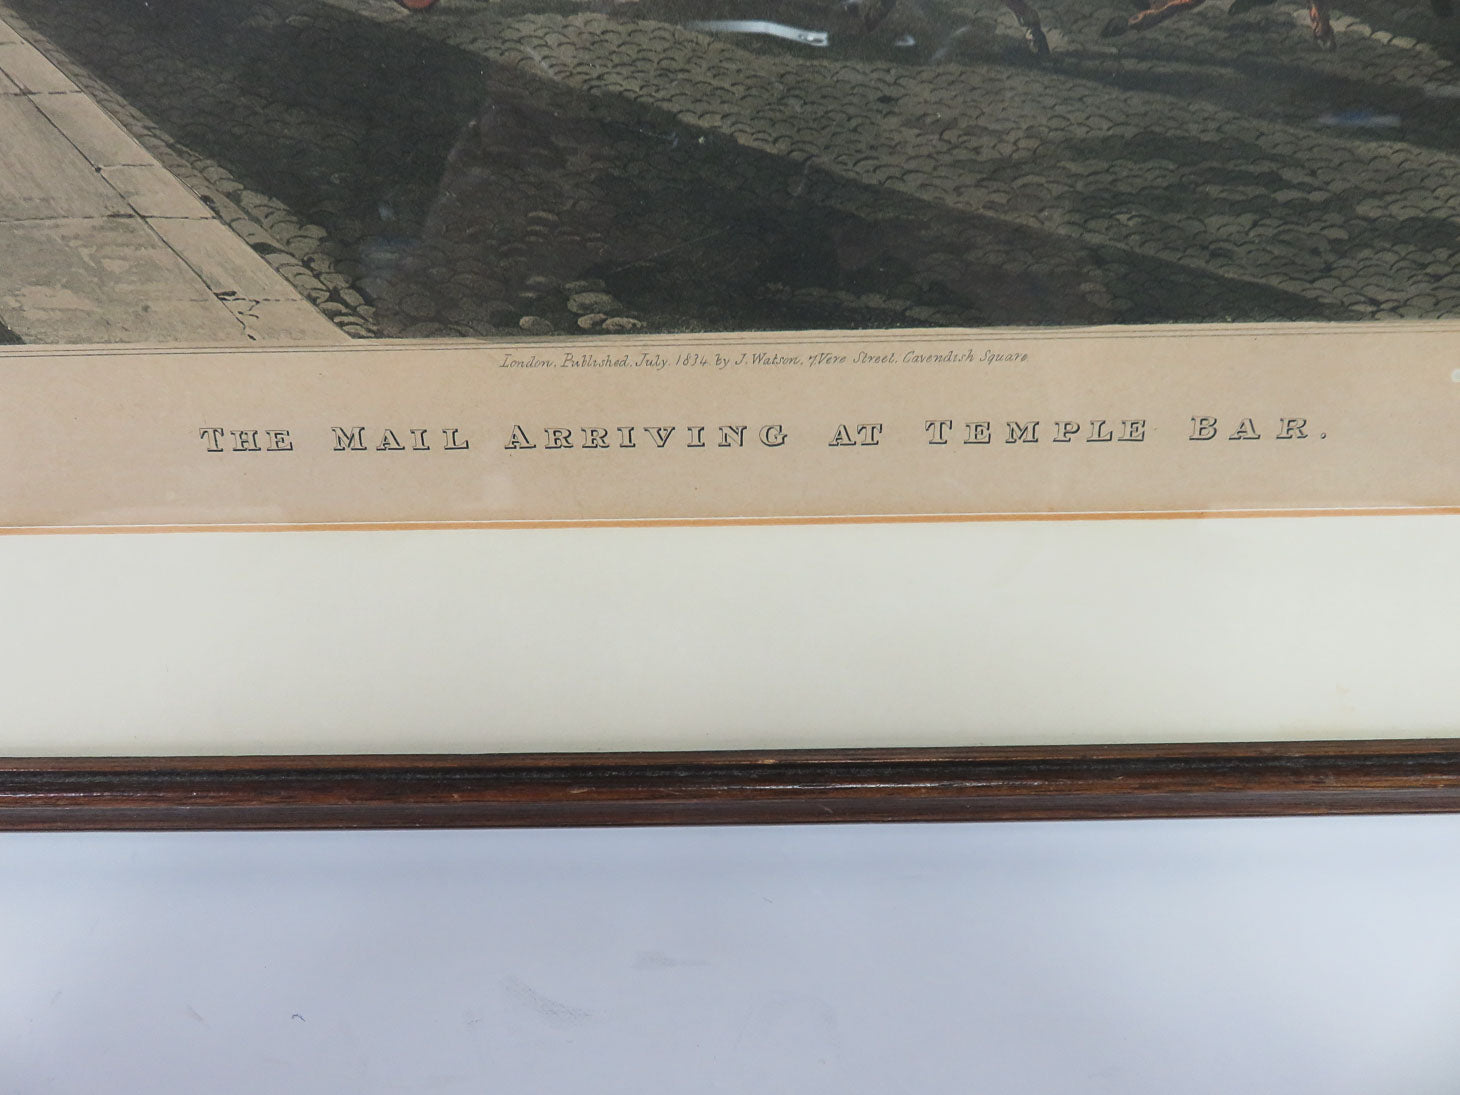 London. Published. July. 1834. by J. Watson, 7 Vere Street, Cavendish Square
THE MAIL ARRIVING AT TEMPLE BAR.